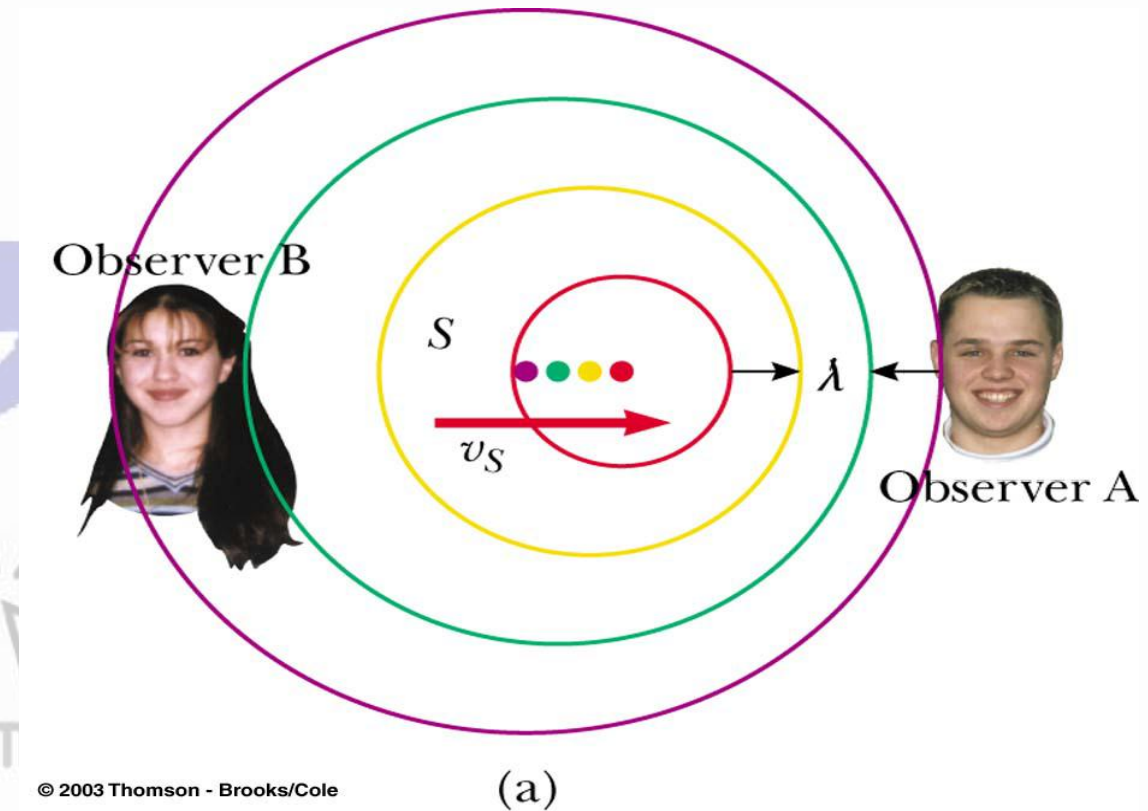 Observer B
S
λ'
v_S
Observer A
© 2003 Thomson - Brooks/Cole
(a)